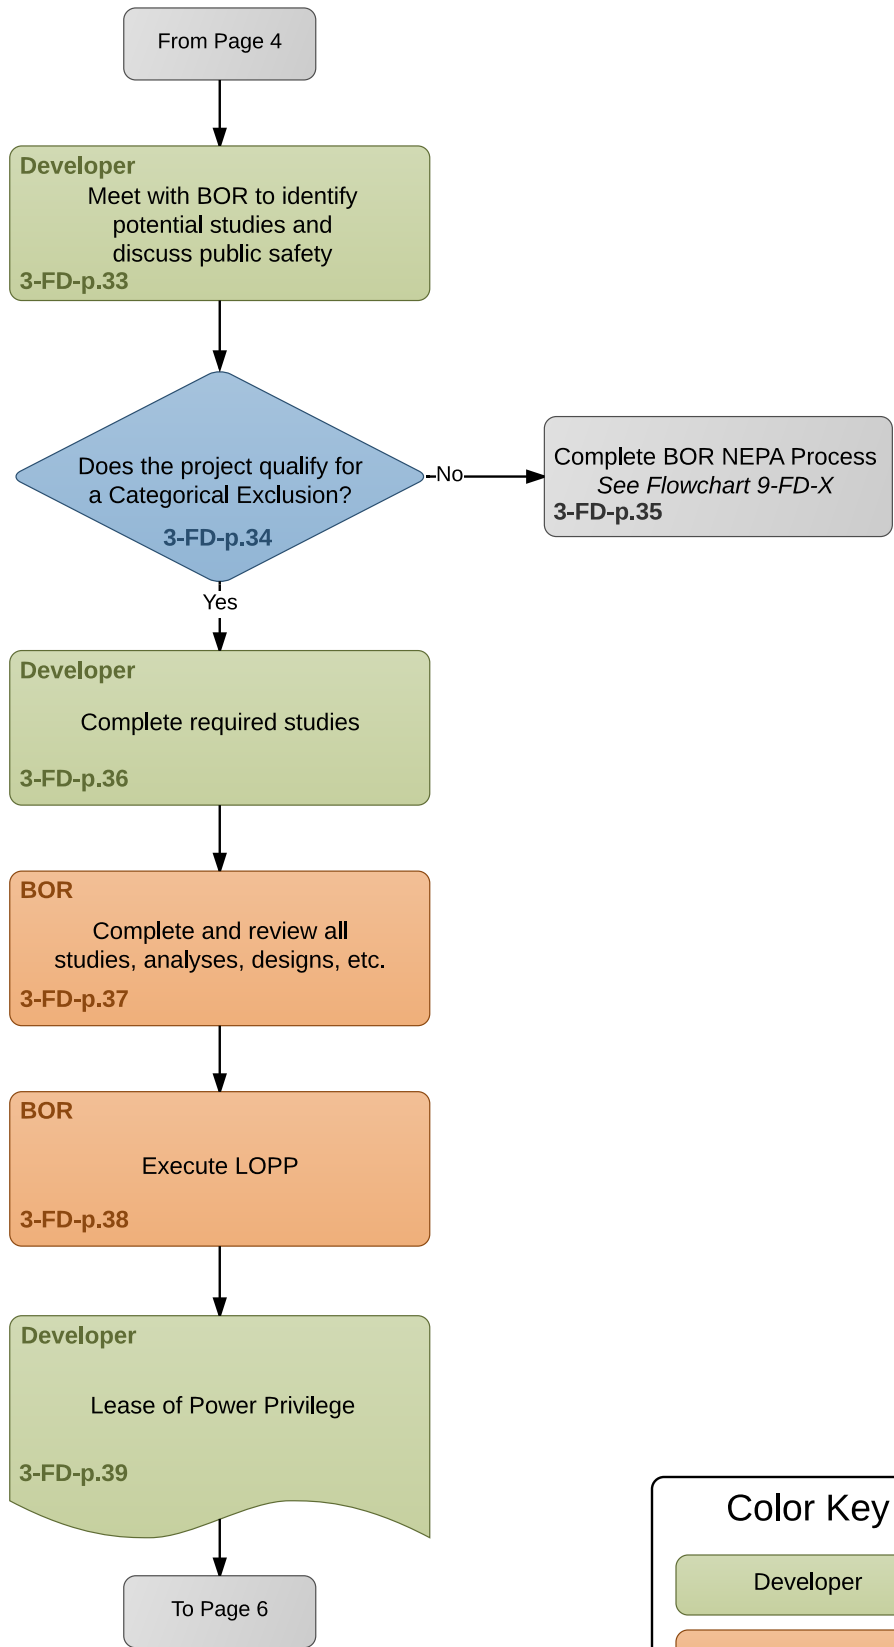 From Page 4
Developer
Meet with BOR to identify
potential studies and
discuss public safety
3-FD-p.33
Does the project qualify for
a Categorical Exclusion?
3-FD-p.34
No
Complete BOR NEPA Process
See Flowchart 9-FD-X
3-FD-p.35
Yes
Developer
Complete required studies
3-FD-p.36
BOR
Complete and review all
studies, analyses, designs, etc.
3-FD-p.37
BOR
Execute LOPP
3-FD-p.38
Developer
Lease of Power Privilege
3-FD-p.39
To Page 6
Color Key
Developer